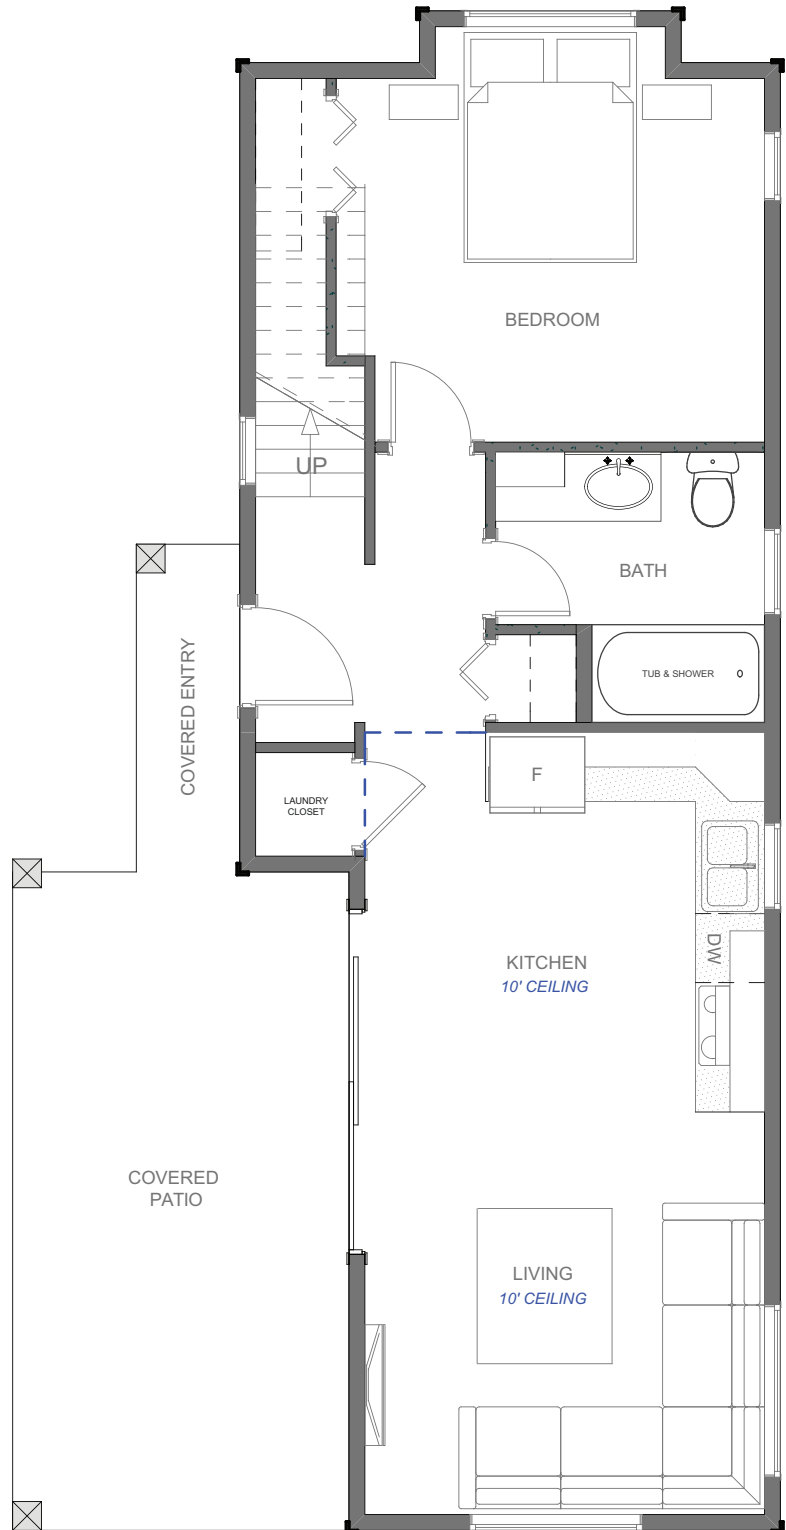 BEDROOM
UP
BATH
COVERED ENTRY
TUB & SHOWER
F
LAUNDRY
CLOSET
DW
KITCHEN
10' CEILING
COVERED
PATIO
LIVING
10' CEILING